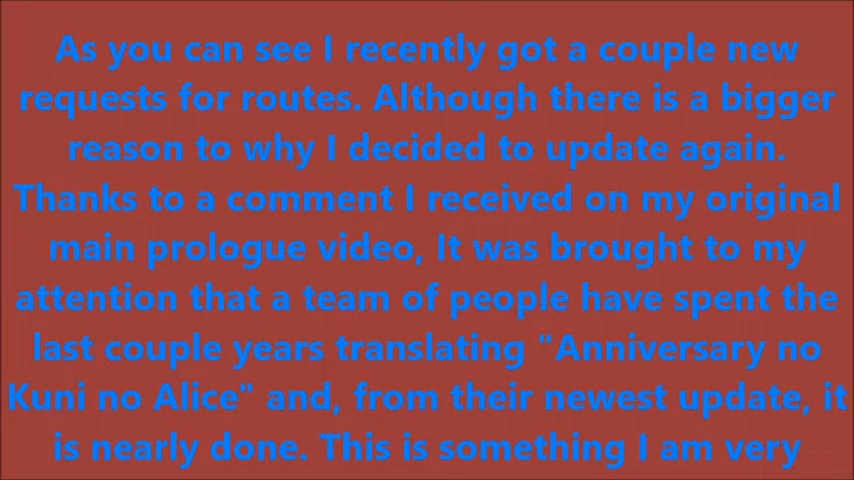 As you can see I recently got a couple new
requests for routes. Although there is a bigger
reason to why I decided to update again.
Thanks to a comment I received on my original
main prologue video, It was brought to my
attention that a team of people have spent the
last couple years translating "Anniversary no
Kuni no Alice" and, from their newest update, it
is nearly done. This is something I am very